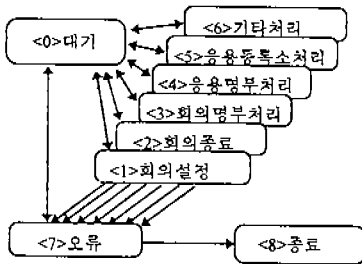 <0>대기
<6>기타처리
<5>응용등록소처리
<4>응용명부처리
<3>회의명부처리
<2>회의종료
<1>회의설정
<7>오류
<8>종료